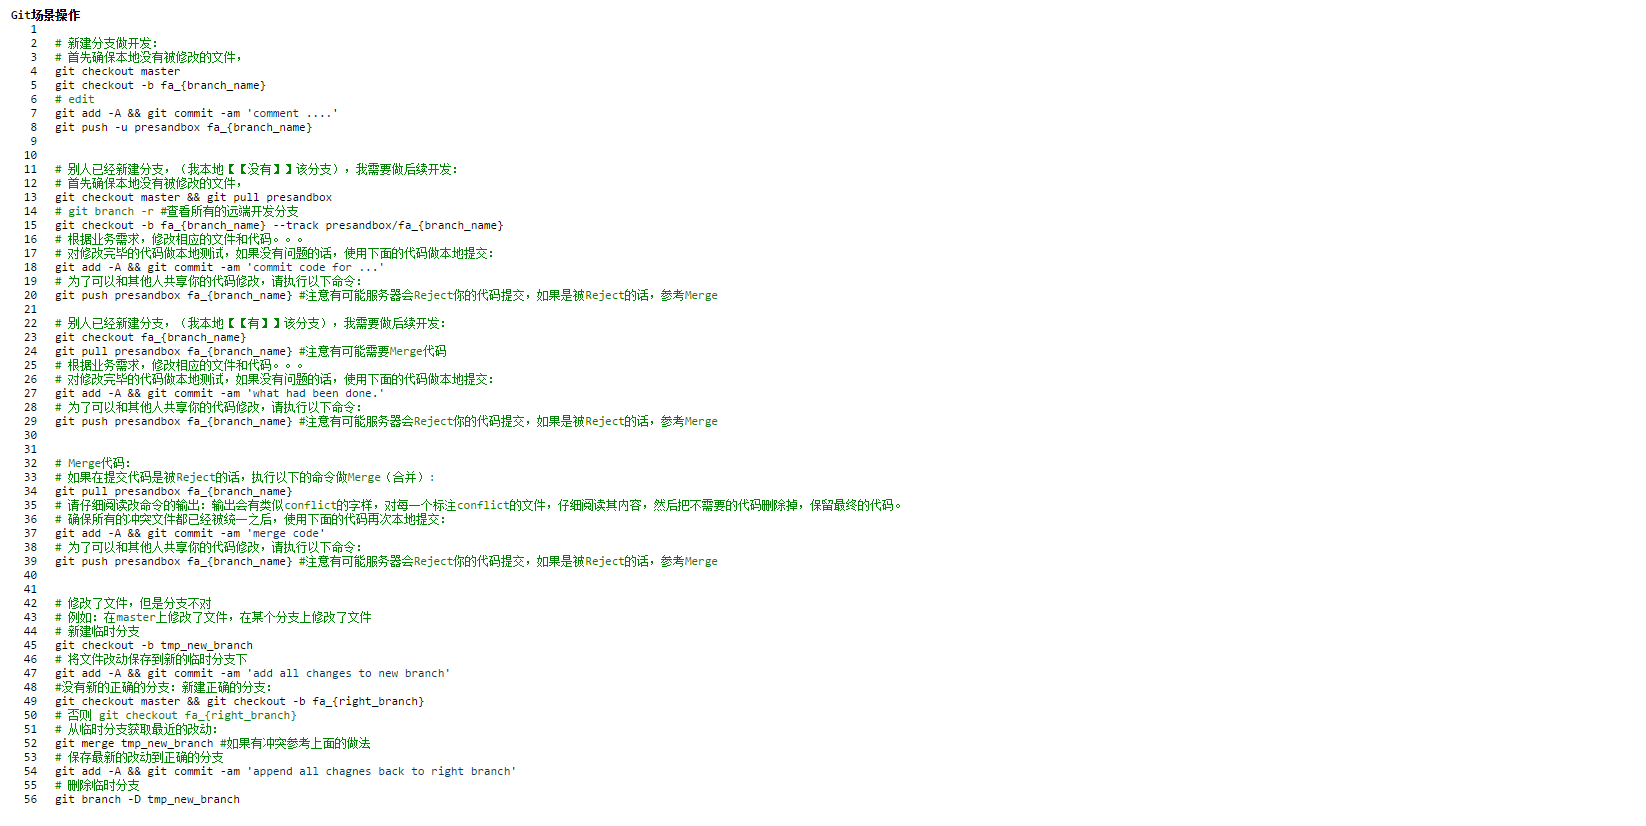 Git场景操作
1
2 # 新建分支做开发:
3 # 首先确保本地没有被修改的文件，
4 git checkout master
5 git checkout -b fa_{branch_name}
6 # edit
7 git add -A && git commit -am 'comment ....'
8 git push -u presandbox fa_{branch_name}
9
10
11 # 别人已经新建分支，（我本地【【没有】】该分支），我需要做后续开发:
12 # 首先确保本地没有被修改的文件，
13 git checkout master && git pull presandbox
14 # git branch -r #查看所有的远端开发分支
15 git checkout -b fa_{branch_name} --track presandbox/fa_{branch_name}
16 # 根据业务需求，修改相应的文件和代码。。。
17 # 对修改完毕的代码做本地测试，如果没有问题的话，使用下面的代码做本地提交:
18 git add -A && git commit -am 'commit code for ...'
19 # 为了可以和其他人共享你的代码修改，请执行以下命令:
20 git push presandbox fa_{branch_name} #注意有可能服务器会Reject你的代码提交，如果是被Reject的话，参考Merge
21
22 # 别人已经新建分支，（我本地【【有】】该分支），我需要做后续开发:
23 git checkout fa_{branch_name}
24 git pull presandbox fa_{branch_name} #注意有可能需要Merge代码
25 # 根据业务需求，修改相应的文件和代码。。。
26 # 对修改完毕的代码做本地测试，如果没有问题的话，使用下面的代码做本地提交:
27 git add -A && git commit -am 'what had been done.'
28 # 为了可以和其他人共享你的代码修改，请执行以下命令:
29 git push presandbox fa_{branch_name} #注意有可能服务器会Reject你的代码提交，如果是被Reject的话，参考Merge
30
31
32 # Merge代码:
33 # 如果在提交代码是被Reject的话，执行以下的命令做Merge（合并）:
34 git pull presandbox fa_{branch_name}
35 # 请仔细阅读改命令的输出: 输出会有类似conflict的字样，对每一个标注conflict的文件，仔细阅读其内容，然后把不需要的代码删除掉，保留最终的代码。
36 # 确保所有的冲突文件都已经被统一之后，使用下面的代码再次本地提交:
37 git add -A && git commit -am 'merge code'
38 # 为了可以和其他人共享你的代码修改，请执行以下命令:
39 git push presandbox fa_{branch_name} #注意有可能服务器会Reject你的代码提交，如果是被Reject的话，参考Merge
40
41
42 # 修改了文件，但是分支不对
43 # 例如: 在master上修改了文件，在某个分支上修改了文件
44 # 新建临时分支
45 git checkout -b tmp_new_branch
46 # 将文件改动保存到新的临时分支下
47 git add -A && git commit -am 'add all changes to new branch'
48 #没有新的正确的分支: 新建正确的分支:
49 git checkout master && git checkout -b fa_{right_branch}
50 # 否则 git checkout fa_{right_branch}
51 # 从临时分支获取最近的改动:
52 git merge tmp_new_branch #如果有冲突参考上面的做法
53 # 保存最新的改动到正确的分支
54 git add -A && git commit -am 'append all chagnes back to right branch'
55 # 删除临时分支
56 git branch -D tmp_new_branch